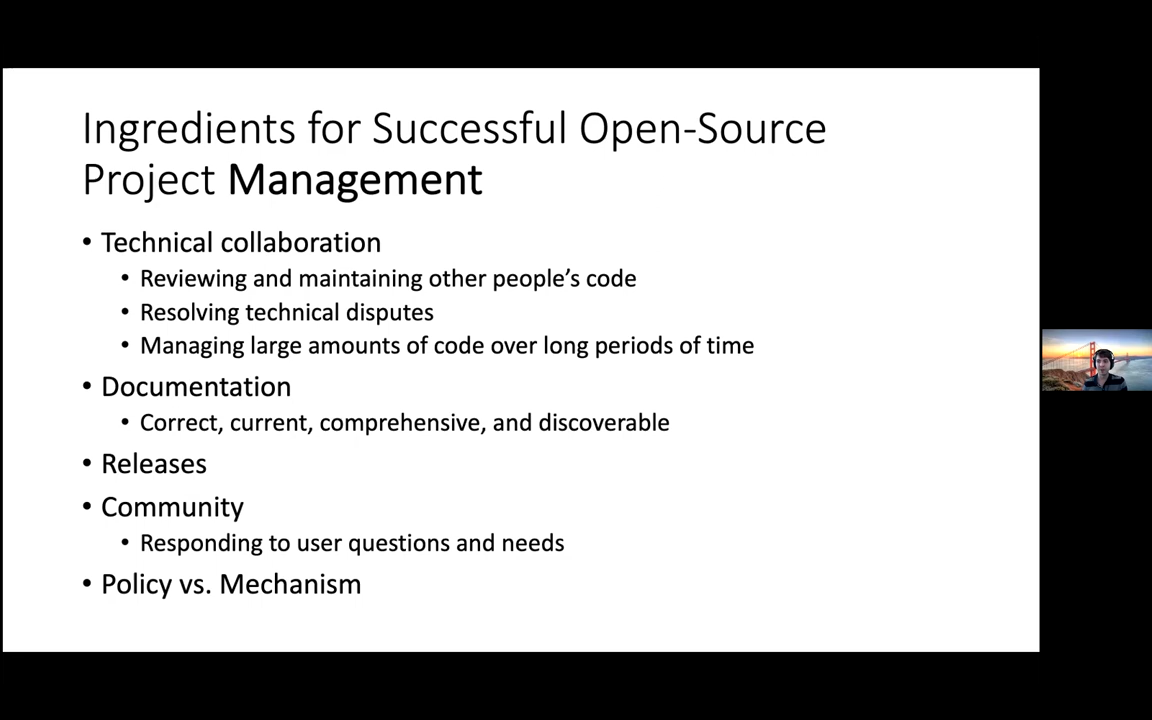 Ingredients for Successful Open-Source
Project Management
• Technical collaboration
• Reviewing and maintaining other people’s code
• Resolving technical disputes
• Managing large amounts of code over long periods of time
• Documentation
• Correct, current, comprehensive, and discoverable
• Releases
• Community
• Responding to user questions and needs
• Policy vs. Mechanism